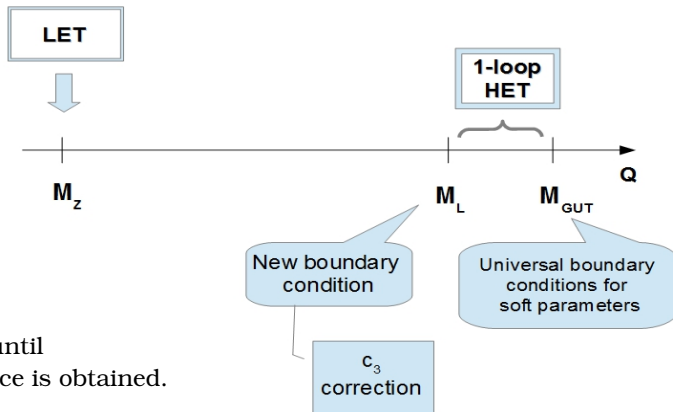 LET
1-loop
HET
Q
M_Z
M_L
M_GUT
New boundary
condition
Universal boundary
conditions for
soft parameters
c_3
correction
until
ce is obtained.